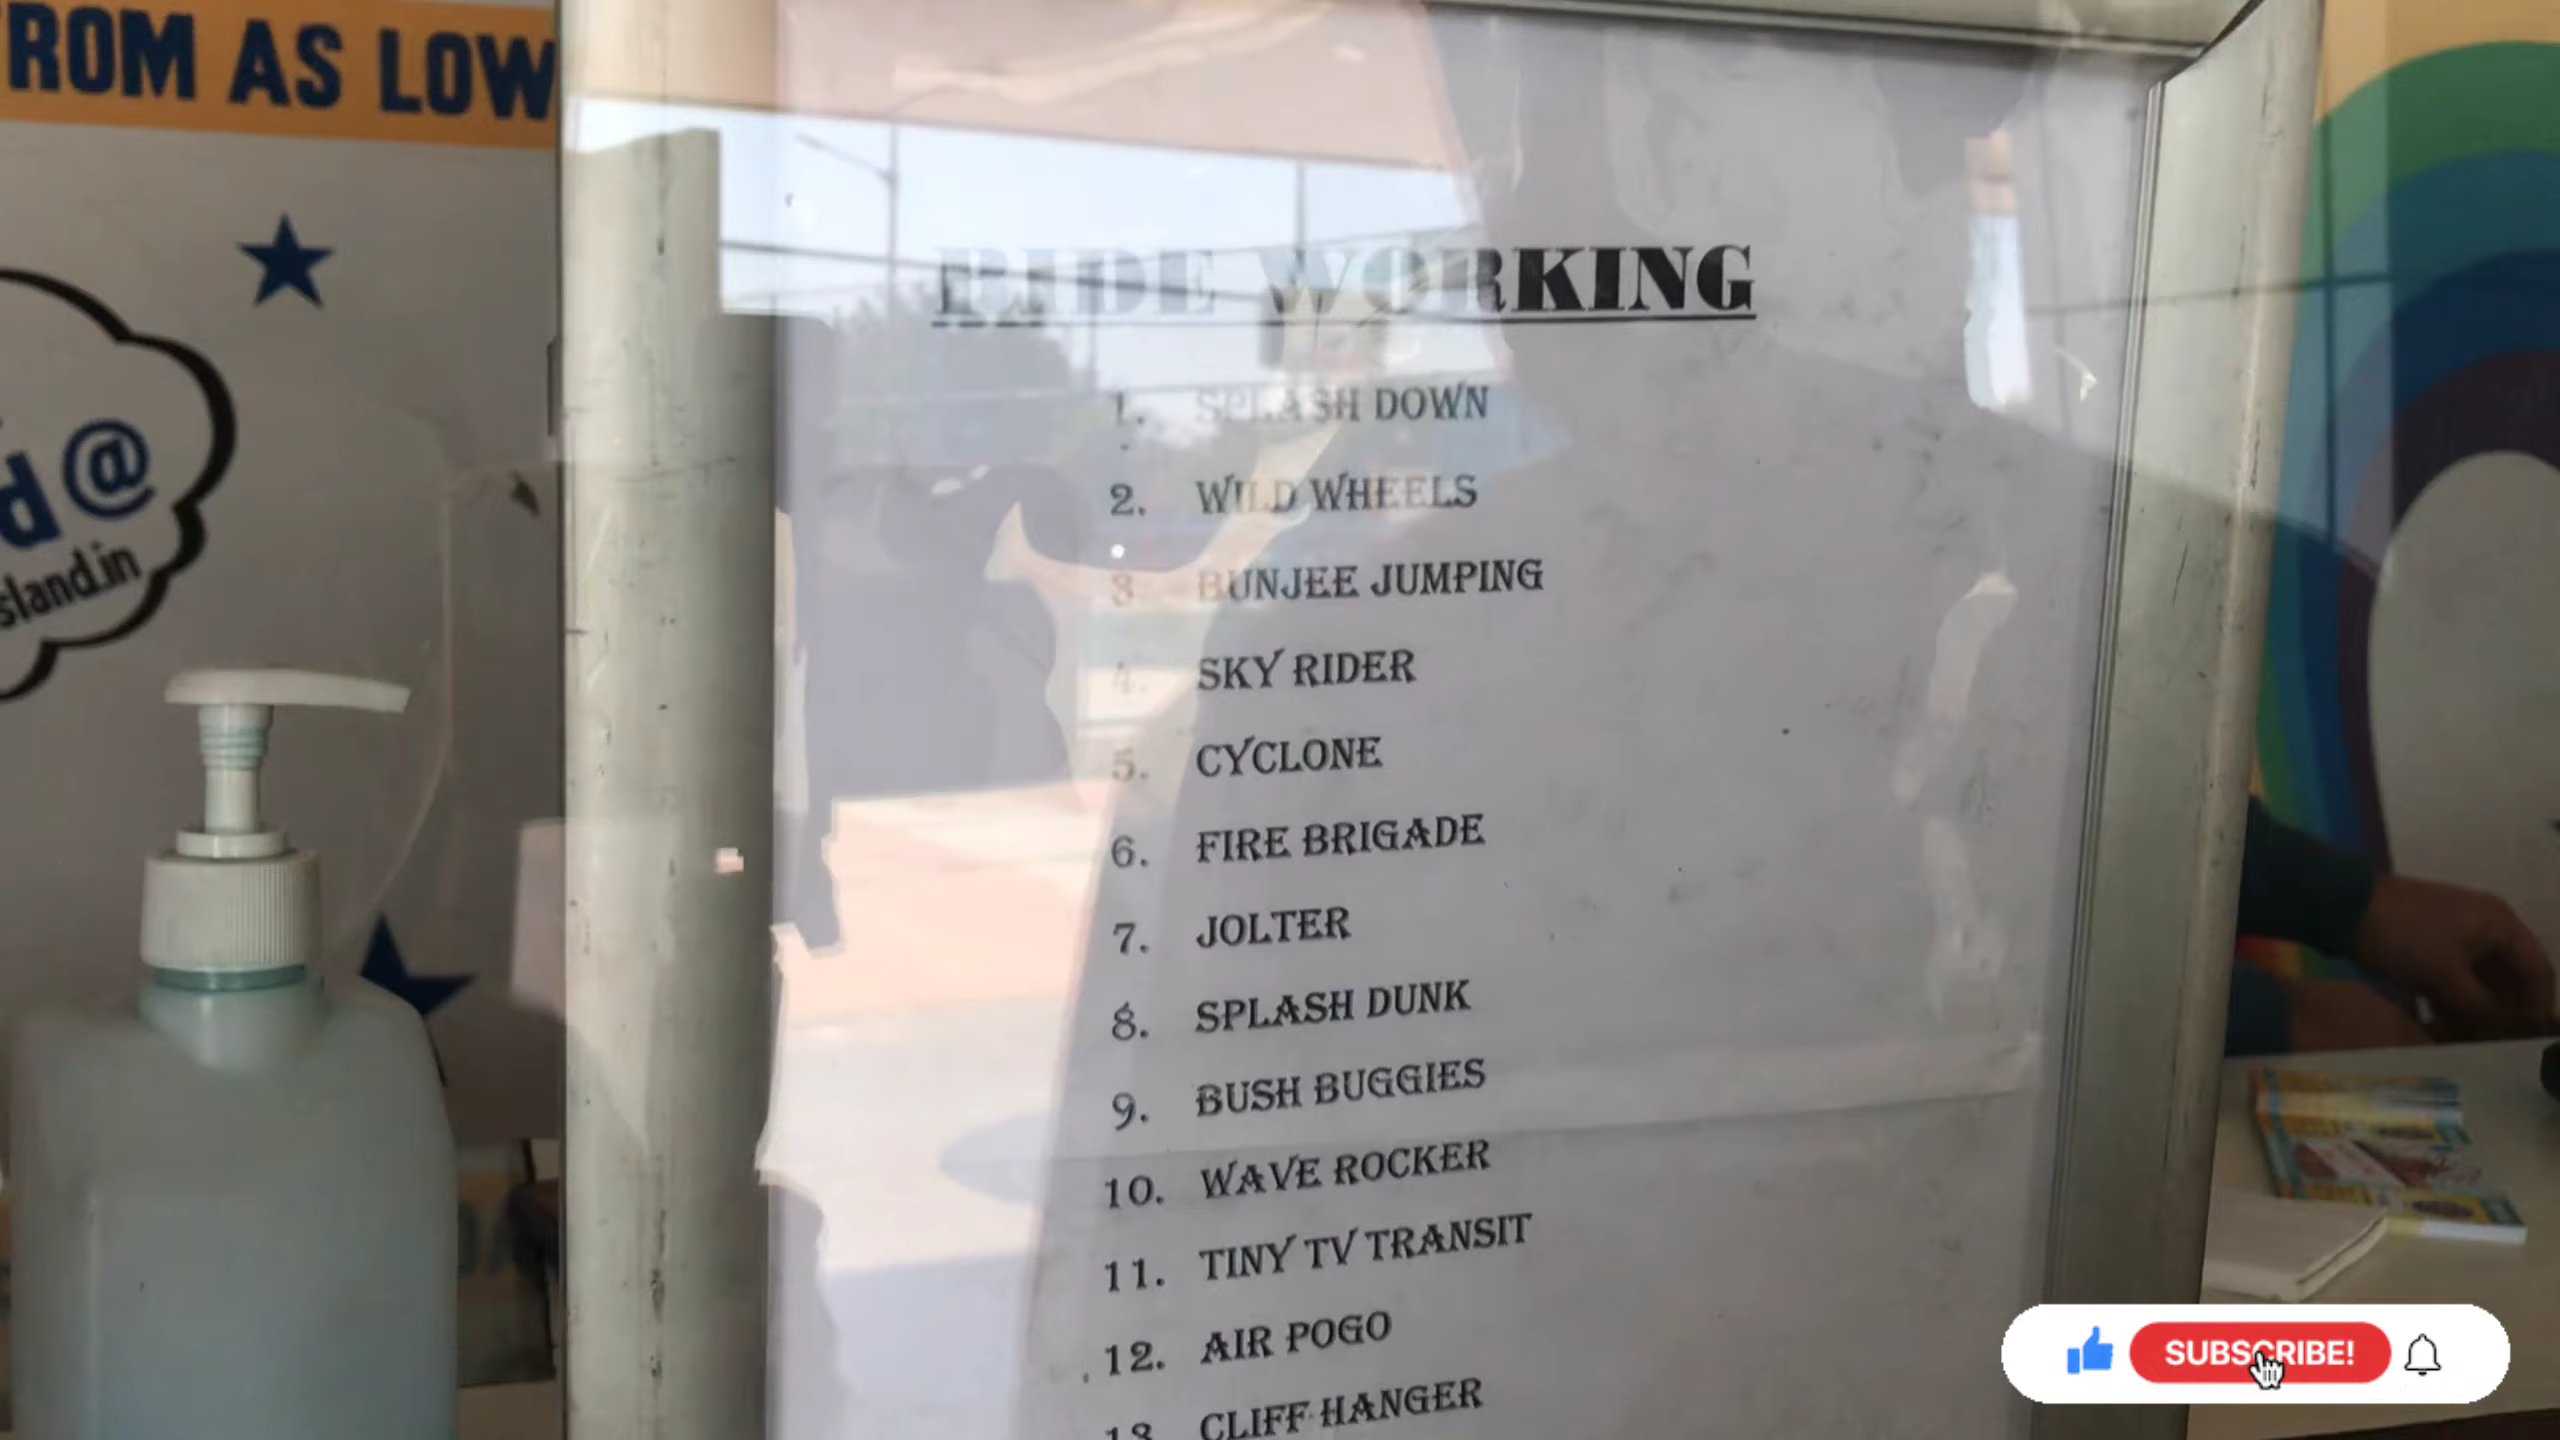 ROM AS LOW
d @
sland.in
RIDE WORKING
1. SPLASH DOWN
2. WILD WHEELS
3. BUNJEE JUMPING
4. SKY RIDER
5. CYCLONE
6. FIRE BRIGADE
7. JOLTER
8. SPLASH DUNK
9. BUSH BUGGIES
10. WAVE ROCKER
11. TINY TV TRANSIT
12. AIR POGO
13. CLIFF HANGER
SUBSCRIBE!